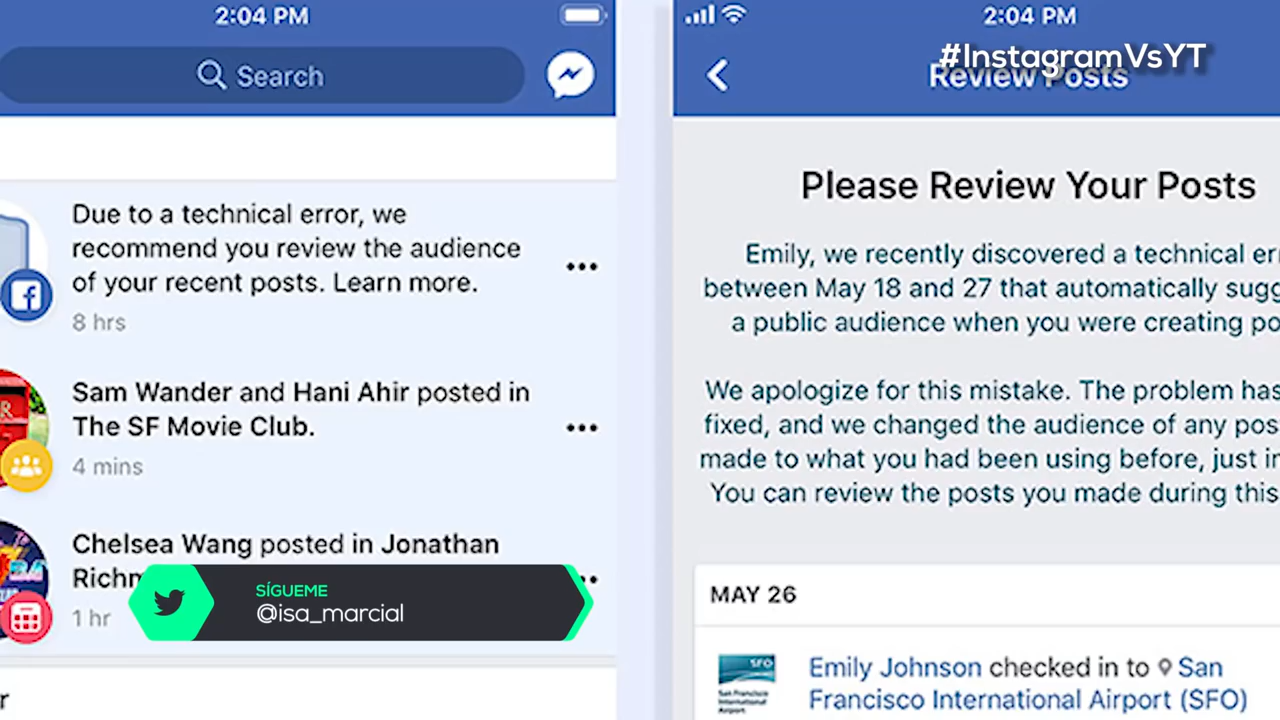 2:04 PM
Search
Due to a technical error, we
recommend you review the audience
of your recent posts. Learn more.
8 hrs
Sam Wander and Hani Ahir posted in
The SF Movie Club.
4 mins
Chelsea Wang posted in Jonathan
1 hr
SÍGUEME
@isa_marcial
2:04 PM
#InstagramVsYT
Review Posts
Please Review Your Posts
Emily, we recently discovered a technical
between May 18 and 27 that automatically
a public audience when you were creating
We apologize for this mistake. The problem has
fixed, and we changed the audience of any
made to what you had been using before, just
You can review the posts you made during this
MAY 26
SFO
San Francisco
International
Airport
Emily Johnson checked in to San
Francisco International Airport (SFO)